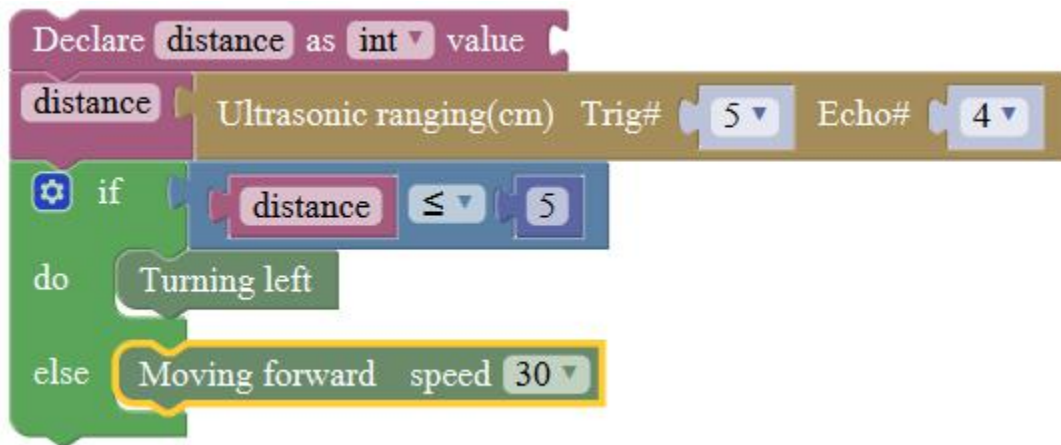 Declare distance as int value
distance Ultrasonic ranging(cm) Trig# 5 Echo# 4
if distance ≤ 5
do Turning left
else Moving forward speed 30